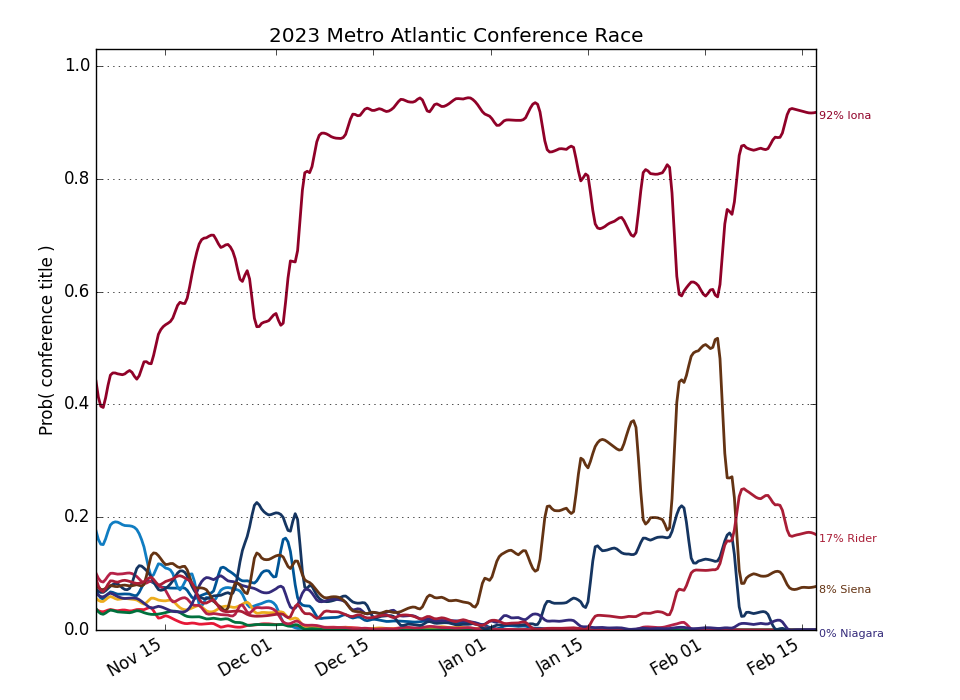 2023 Metro Atlantic Conference Race
Prob( conference title )
1.0
0.8
0.6
0.4
0.2
0.0
92% Iona
17% Rider
8% Siena
0% Niagara
Nov 15
Dec 01
Dec 15
Jan 01
Jan 15
Feb 01
Feb 15